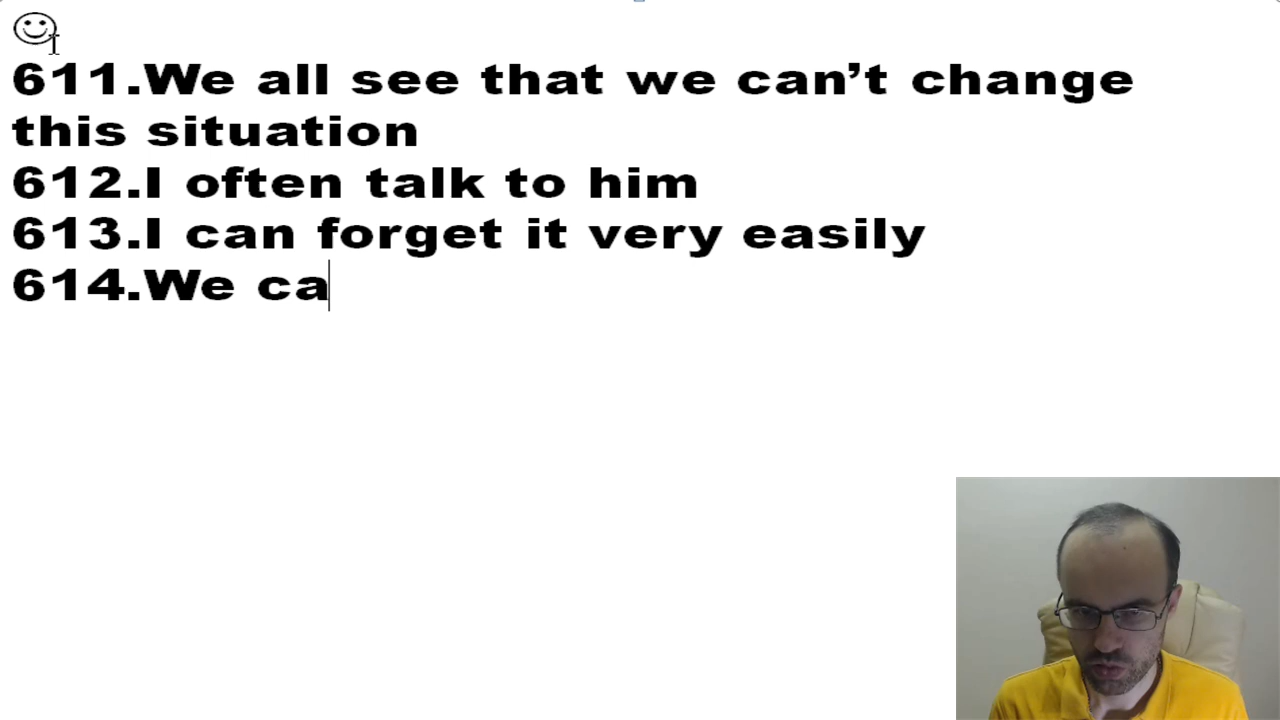 611.We all see that we can’t change
this situation
612.I often talk to him
613.I can forget it very easily
614.We ca